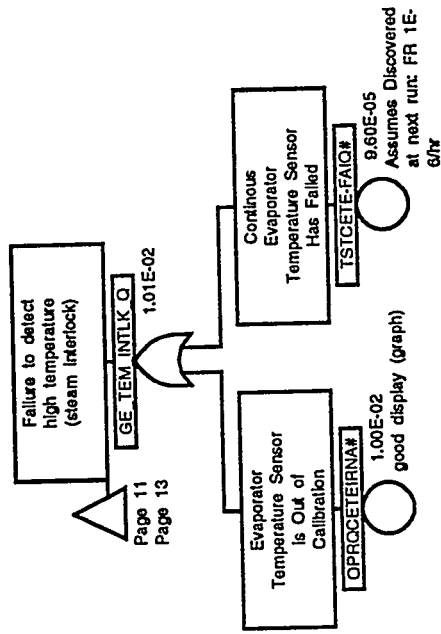 Failure to detect
high temperature
(steam Interlock)
GE_TEM_INTLK_Q
1.01E-02
Page 11
Page 13
Evaporator
Temperature Sensor
Is Out of
Calibration
OPRQCETEIRNA#
1.00E-02
good display (graph)
Continous
Evaporator
Temperature Sensor
Has Failed
TSTCETE-FAIQ#
9.60E-05
Assumes Discovered
at next run: FR 1E-
6/hr